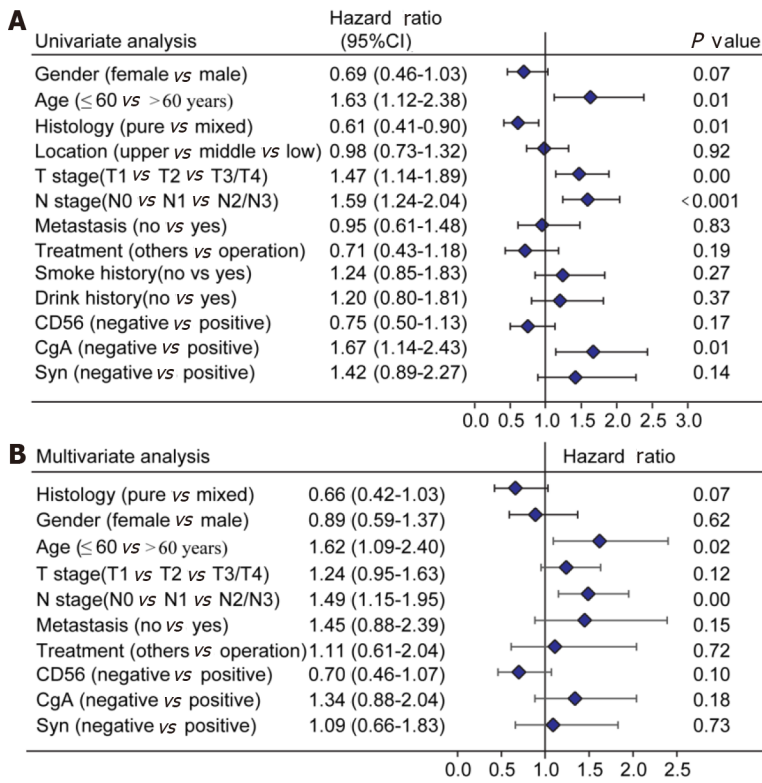 A
Hazard ratio
Univariate analysis (95%CI) P value
Gender (female vs male) 0.69 (0.46-1.03) 0.07
Age (≤ 60 vs >60 years) 1.63 (1.12-2.38) 0.01
Histology (pure vs mixed) 0.61 (0.41-0.90) 0.01
Location (upper vs middle vs low) 0.98 (0.73-1.32) 0.92
T stage(T1 vs T2 vs T3/T4) 1.47 (1.14-1.89) 0.00
N stage(N0 vs N1 vs N2/N3) 1.59 (1.24-2.04) <0.001
Metastasis (no vs yes) 0.95 (0.61-1.48) 0.83
Treatment (others vs operation) 0.71 (0.43-1.18) 0.19
Smoke history(no vs yes) 1.24 (0.85-1.83) 0.27
Drink history(no vs yes) 1.20 (0.80-1.81) 0.37
CD56 (negative vs positive) 0.75 (0.50-1.13) 0.17
CgA (negative vs positive) 1.67 (1.14-2.43) 0.01
Syn (negative vs positive) 1.42 (0.89-2.27) 0.14
0.0 0.5 1.0 1.5 2.0 2.5 3.0
B
Multivariate analysis Hazard ratio
Histology (pure vs mixed) 0.66 (0.42-1.03) 0.07
Gender (female vs male) 0.89 (0.59-1.37) 0.62
Age (≤ 60 vs >60 years) 1.62 (1.09-2.40) 0.02
T stage(T1 vs T2 vs T3/T4) 1.24 (0.95-1.63) 0.12
N stage(N0 vs N1 vs N2/N3) 1.49 (1.15-1.95) 0.00
Metastasis (no vs yes) 1.45 (0.88-2.39) 0.15
Treatment (others vs operation) 1.11 (0.61-2.04) 0.72
CD56 (negative vs positive) 0.70 (0.46-1.07) 0.10
CgA (negative vs positive) 1.34 (0.88-2.04) 0.18
Syn (negative vs positive) 1.09 (0.66-1.83) 0.73
0.0 0.5 1.0 1.5 2.0 2.5